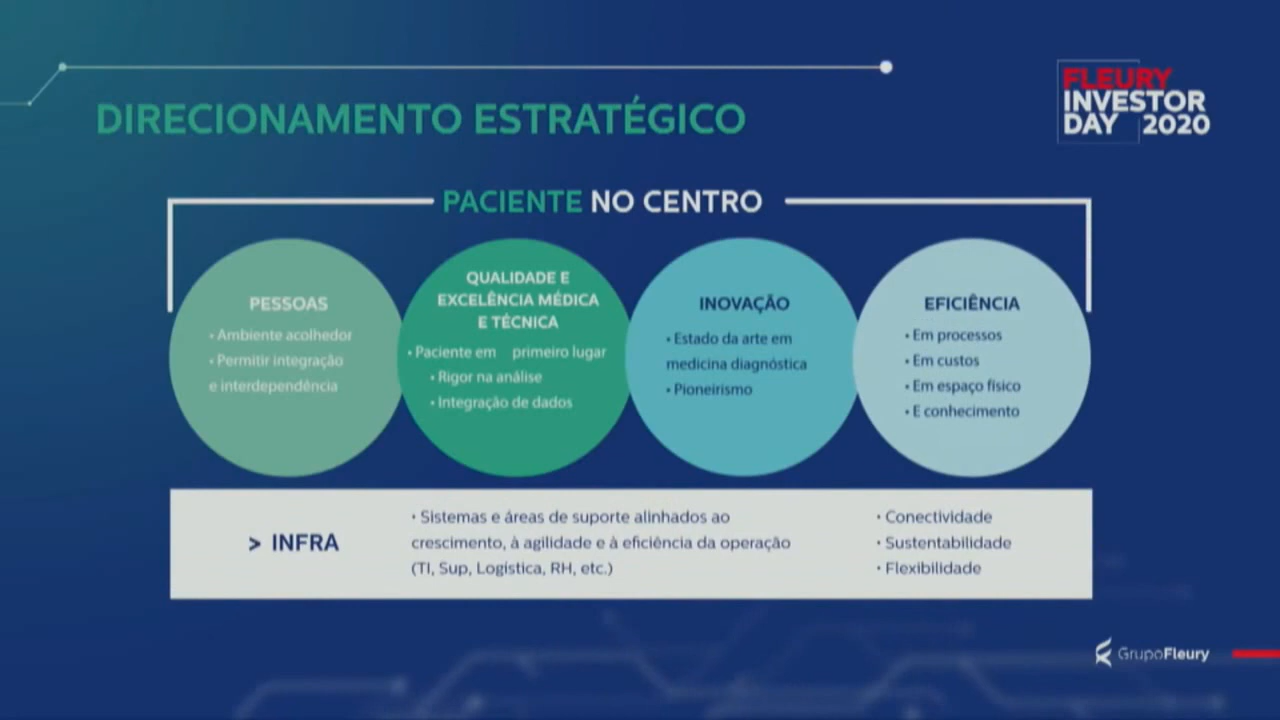 DIRECIONAMENTO ESTRATÉGICO
FLEURY
INVESTOR
DAY 2020
PACIENTE NO CENTRO
PESSOAS
• Ambiente acolhedor
• Permitir integração
e interdependência
QUALIDADE E
EXCELÊNCIA MÉDICA
E TÉCNICA
• Paciente em primeiro lugar
• Rigor na análise
• Integração de dados
INOVAÇÃO
• Estado da arte em
medicina diagnóstica
• Pioneirismo
EFICIÊNCIA
• Em processos
• Em custos
• Em espaço físico
• E conhecimento
> INFRA
• Sistemas e áreas de suporte alinhados ao
crescimento, à agilidade e à eficiência da operação
(TI, Sup, Logística, RH, etc.)
• Conectividade
• Sustentabilidade
• Flexibilidade
GrupoFleury